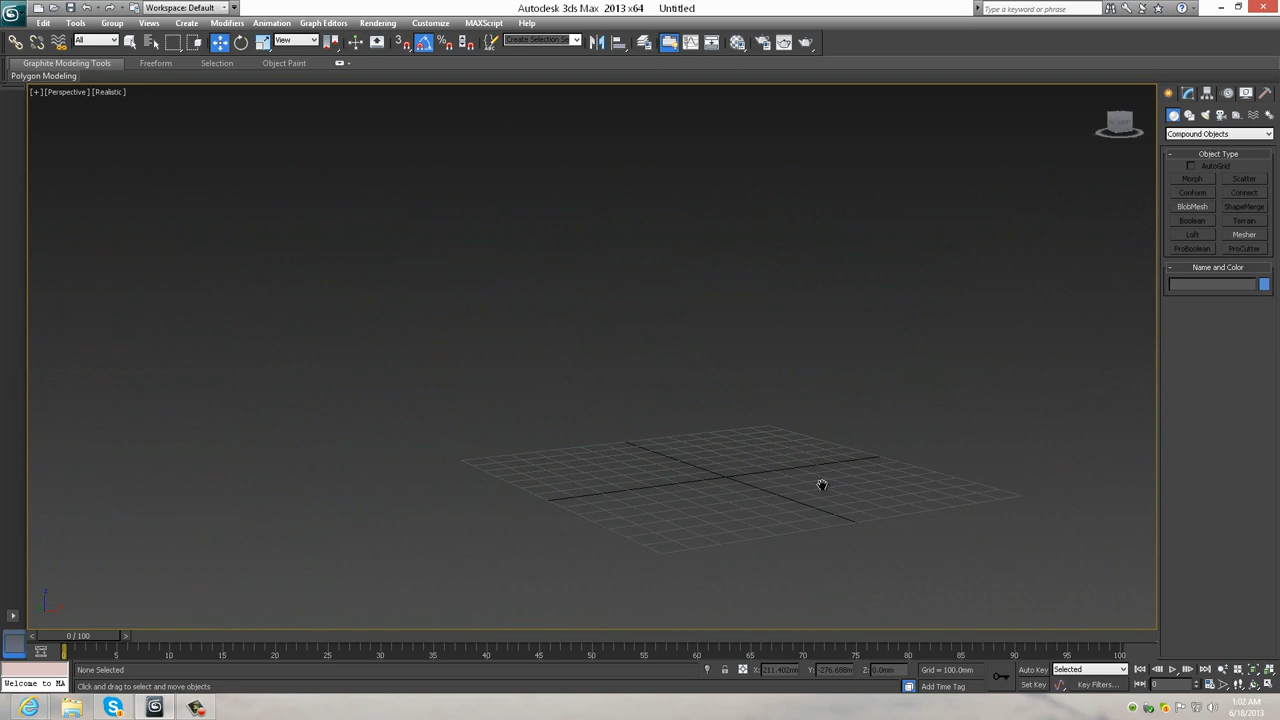 Workspace: Default
Autodesk 3ds Max 2013 x64 Untitled
Type a keyword or phrase
Edit Tools Group Views Create Modifiers Animation Graph Editors Rendering Customize MAXScript Help
All View Create Selection Se
Graphite Modeling Tools Freeform Selection Object Paint
Polygon Modeling
[+] [Perspective] [Realistic]
Compound Objects
- Object Type
AutoGrid
Morph Scatter
Conform Connect
BlobMesh ShapeMerge
Boolean Terrain
Loft Mesher
ProBoolean ProCutter
- Name and Color
z
< 0 / 100 >
0 5 10 15 20 25 30 35 40 45 50 55 60 65 70 75 80 85 90 95 100
None Selected X: 211.402mm Y: -276.688mm Z: 0.0mm Grid = 100.0mm Auto Key Selected
Welcome to MA Click and drag to select and move objects Add Time Tag Set Key Key Filters... 0
1:02 AM
6/18/2013